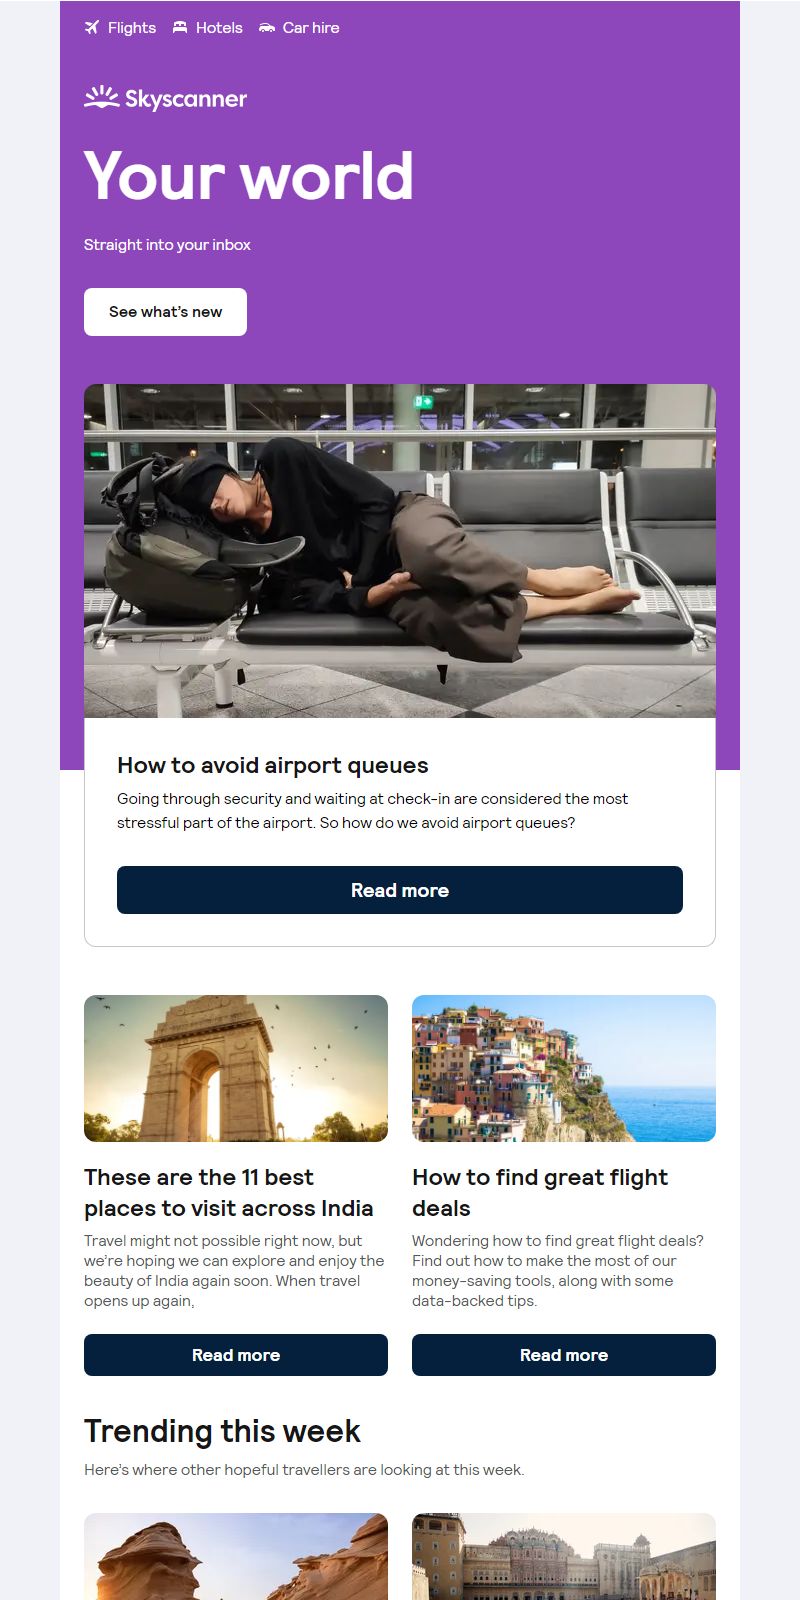 Flights Hotels Car hire
Skyscanner
Your world
Straight into your inbox
See what’s new
How to avoid airport queues
Going through security and waiting at check-in are considered the most
stressful part of the airport. So how do we avoid airport queues?
Read more
These are the 11 best
places to visit across India
Travel might not possible right now, but
we’re hoping we can explore and enjoy the
beauty of India again soon. When travel
opens up again,
Read more
How to find great flight
deals
Wondering how to find great flight deals?
Find out how to make the most of our
money-saving tools, along with some
data-backed tips.
Read more
Trending this week
Here’s where other hopeful travellers are looking at this week.